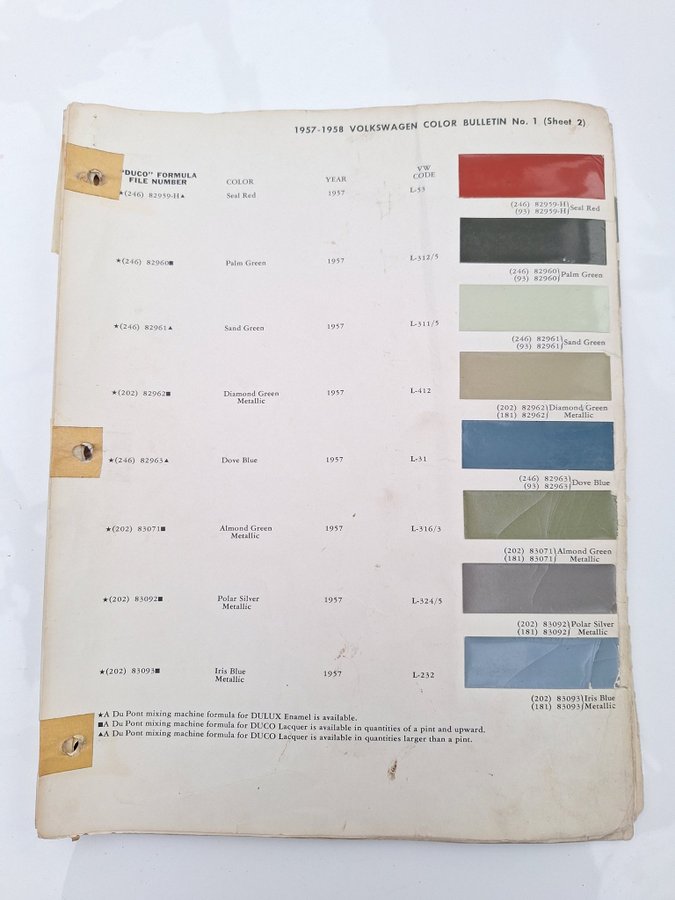 1957-1958 VOLKSWAGEN COLOR BULLETIN No. 1 (Sheet 2)
"DUCO" FORMULA FILE NUMBER COLOR YEAR VW CODE
★(246) 82959-H▲ Seal Red 1957 L-53
(246) 82959-H
(93) 82959-H Seal Red
★(246) 82960■ Palm Green 1957 L-312/5
(246) 82960
(93) 82960 Palm Green
★(246) 82961▲ Sand Green 1957 L-311/5
(246) 82961
(93) 82961 Sand Green
★(202) 82962■ Diamond Green Metallic 1957 L-412
(202) 82962 Diamond Green
(181) 82962 Metallic
★(246) 82963▲ Dove Blue 1957 L-31
(246) 82963
(93) 82963 Dove Blue
★(202) 83071■ Almond Green Metallic 1957 L-316/3
(202) 83071 Almond Green
(181) 83071 Metallic
★(202) 83092■ Polar Silver Metallic 1957 L-324/5
(202) 83092 Polar Silver
(181) 83092 Metallic
★(202) 83093■ Iris Blue Metallic 1957 L-232
(202) 83093 Iris Blue
(181) 83093 Metallic
★A Du Pont mixing machine formula for DULUX Enamel is available.
■A Du Pont mixing machine formula for DUCO Lacquer is available in quantities of a pint and upward.
▲A Du Pont mixing machine formula for DUCO Lacquer is available in quantities larger than a pint.